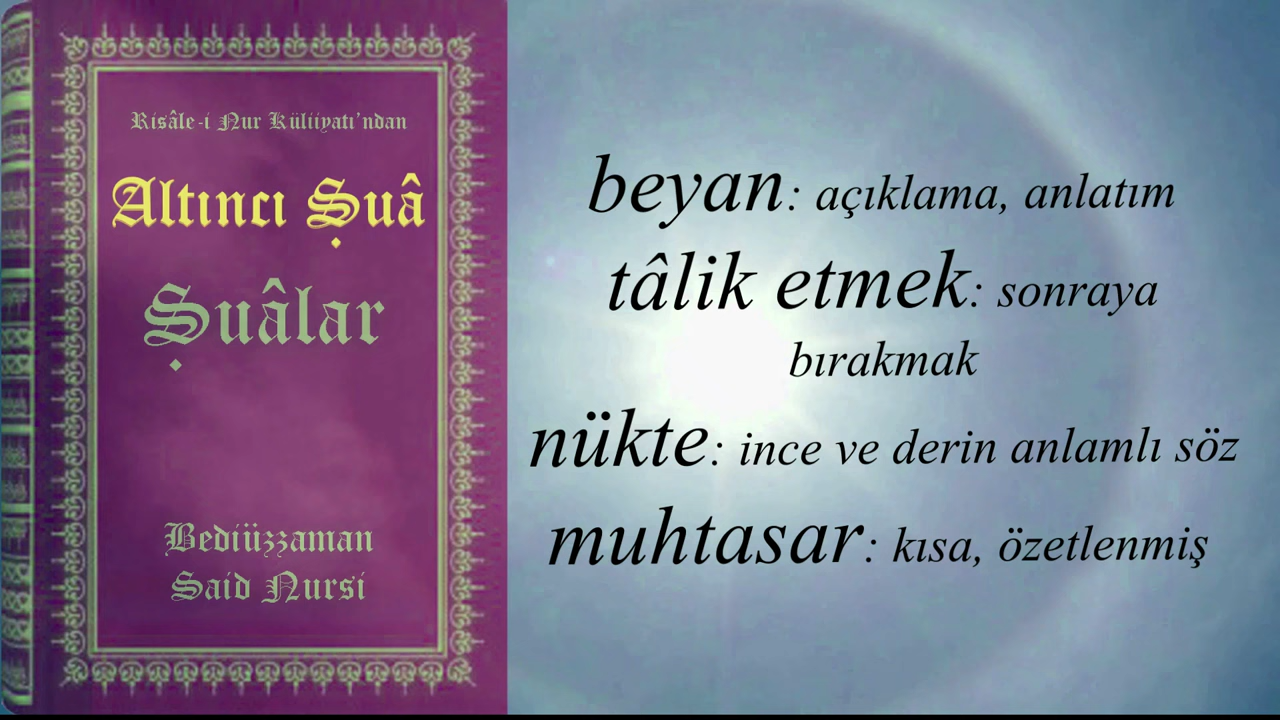 Risâle-i Nur Küliiyatı'ndan
Altıncı Şuâ
Şuâlar
Bediüzzaman
Said Nursi
beyan: açıklama, anlatım
tâlik etmek: sonraya
bırakmak
nükte: ince ve derin anlamlı söz
muhtasar: kısa, özetlenmiş